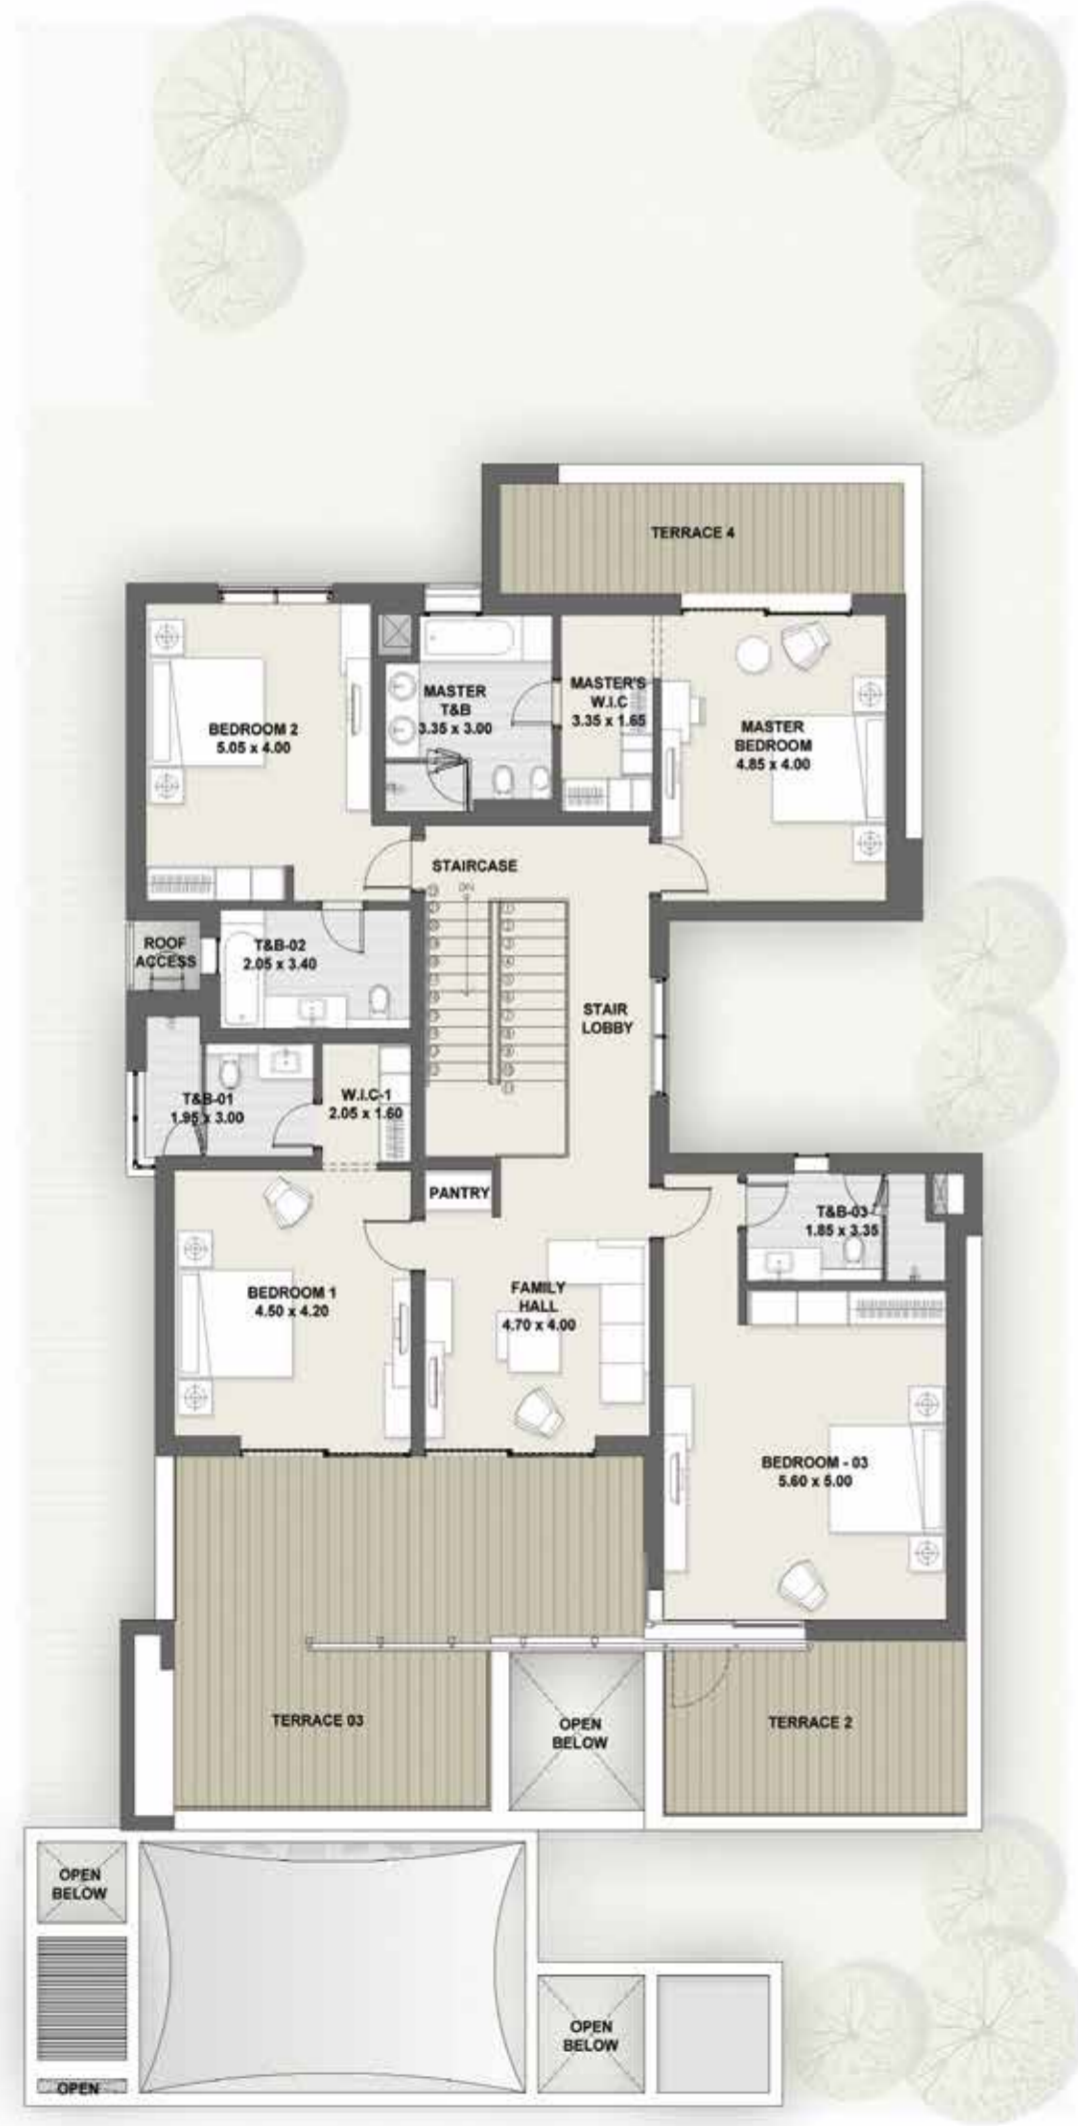 TERRACE 4
BEDROOM 2
5.05 x 4.00
MASTER
T&B
3.35 x 3.00
MASTER'S
W.I.C
3.35 x 1.65
MASTER
BEDROOM
4.85 x 4.00
STAIRCASE
DN
ROOF
ACCESS
T&B-02
2.05 x 3.40
STAIR
LOBBY
T&B-01
1.95 x 3.00
W.I.C-1
2.05 x 1.60
PANTRY
T&B-03
1.85 x 3.35
BEDROOM 1
4.50 x 4.20
FAMILY
HALL
4.70 x 4.00
BEDROOM - 03
5.60 x 5.00
TERRACE 03
OPEN
BELOW
TERRACE 2
OPEN
BELOW
OPEN
BELOW
OPEN